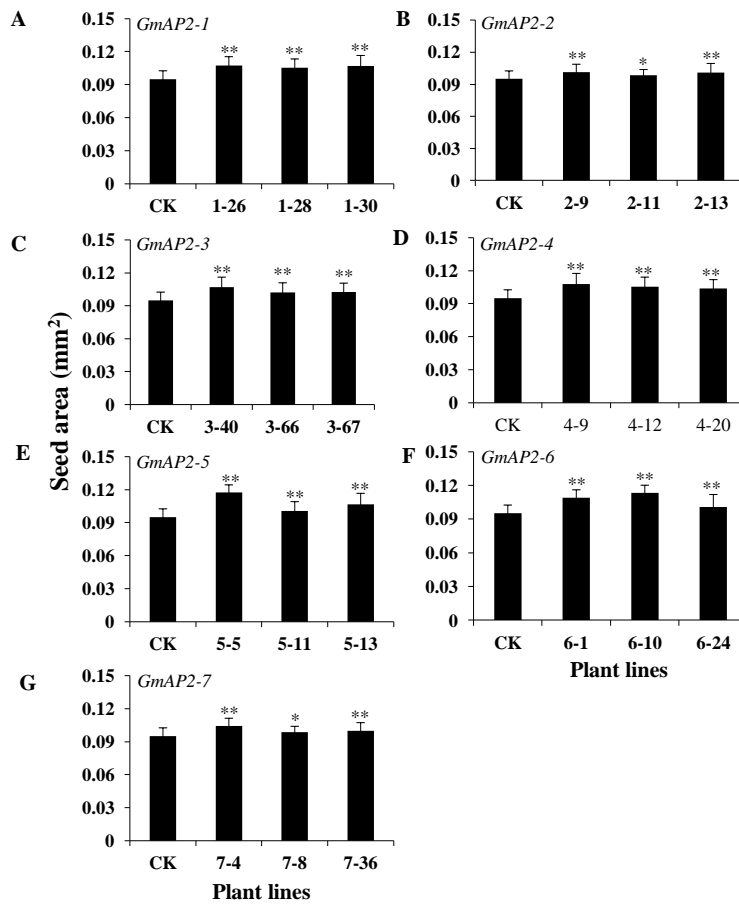 A
GmAP2-1
0.15
0.12
0.09
0.06
0.03
0
** ** **
CK 1-26 1-28 1-30
B
GmAP2-2
0.15
0.12
0.09
0.06
0.03
0
** * **
CK 2-9 2-11 2-13
C
GmAP2-3
0.15
0.12
0.09
0.06
0.03
0
** ** **
CK 3-40 3-66 3-67
D
GmAP2-4
0.15
0.12
0.09
0.06
0.03
0
** ** **
CK 4-9 4-12 4-20
Seed area (mm²)
E
GmAP2-5
0.15
0.12
0.09
0.06
0.03
0
** ** **
CK 5-5 5-11 5-13
F
GmAP2-6
0.15
0.12
0.09
0.06
0.03
0
** ** **
CK 6-1 6-10 6-24
Plant lines
G
GmAP2-7
0.15
0.12
0.09
0.06
0.03
0
** * **
CK 7-4 7-8 7-36
Plant lines